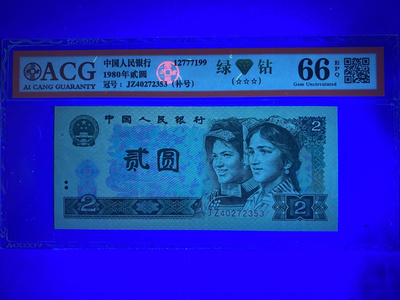 ACG
AI CANG GUARANTY
中国人民银行 12777199
1980年贰圆
冠号：JZ40272353（补号）
绿 钻
(☆☆☆)
66 EPQ
Gem Uncirculated
中国人民银行
2
贰圆
JZ40272353
2
2